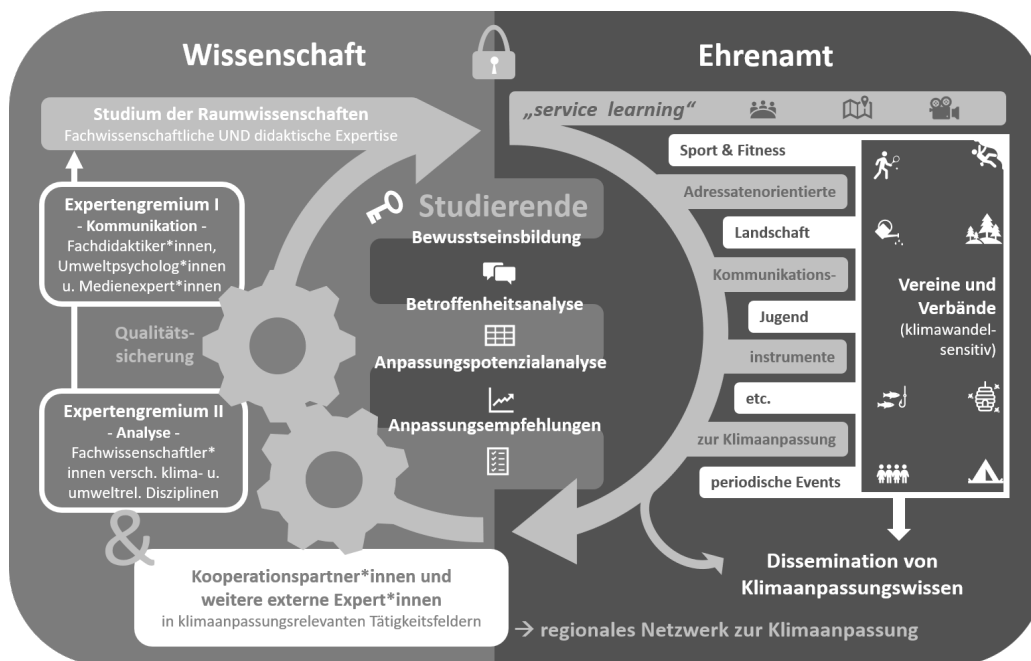 Wissenschaft
Ehrenamt
Studium der Raumwissenschaften
Fachwissenschaftliche UND didaktische Expertise
„service learning“
Expertengremium I
- Kommunikation -
Fachdidaktiker*innen,
Umweltpsycholog*innen
u. Medienexpert*innen
Qualitäts-
sicherung
Expertengremium II
- Analyse -
Fachwissenschaftler*
innen versch. klima- u.
umweltrel. Disziplinen
&
Kooperationspartner*innen und
weitere externe Expert*innen
in klimaanpassungsrelevanten Tätigkeitsfeldern
Studierende
Bewusstseinsbildung
Betroffenheitsanalyse
Anpassungspotenzialanalyse
Anpassungsempfehlungen
Sport & Fitness
Adressatenorientierte
Landschaft
Kommunikations-
Jugend
instrumente
etc.
zur Klimaanpassung
periodische Events
Vereine und
Verbände
(klimawandel-
sensitiv)
Dissemination von
Klimaanpassungswissen
→ regionales Netzwerk zur Klimaanpassung